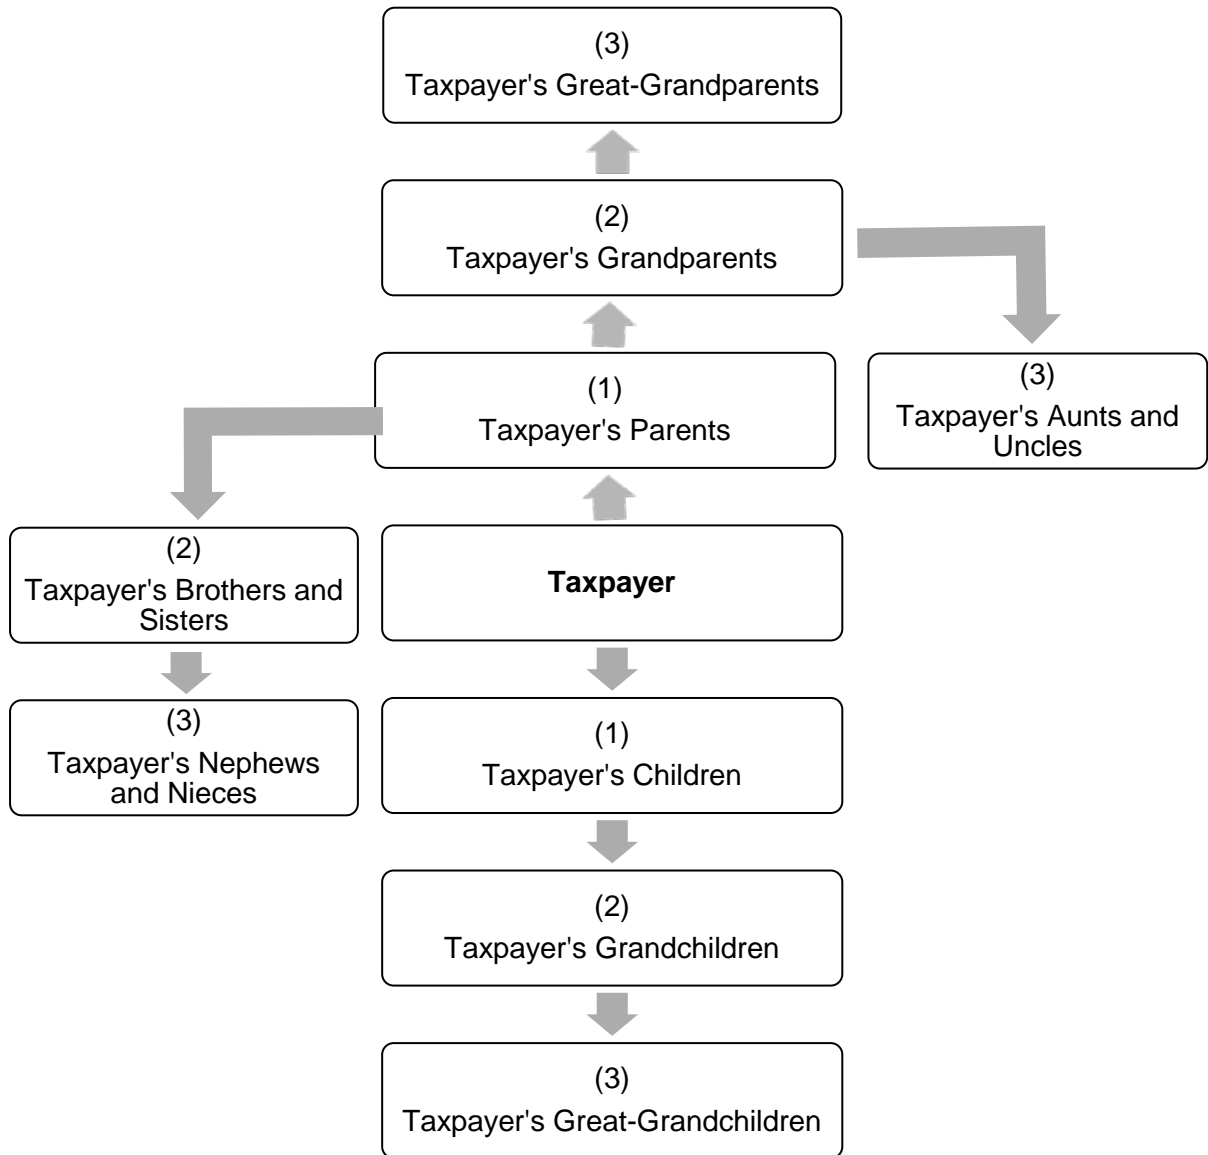 (3)
Taxpayer's Great-Grandparents
(2)
Taxpayer's Grandparents
(1)
Taxpayer's Parents
(3)
Taxpayer's Aunts and
Uncles
(2)
Taxpayer's Brothers and
Sisters
Taxpayer
(3)
Taxpayer's Nephews
and Nieces
(1)
Taxpayer's Children
(2)
Taxpayer's Grandchildren
(3)
Taxpayer's Great-Grandchildren